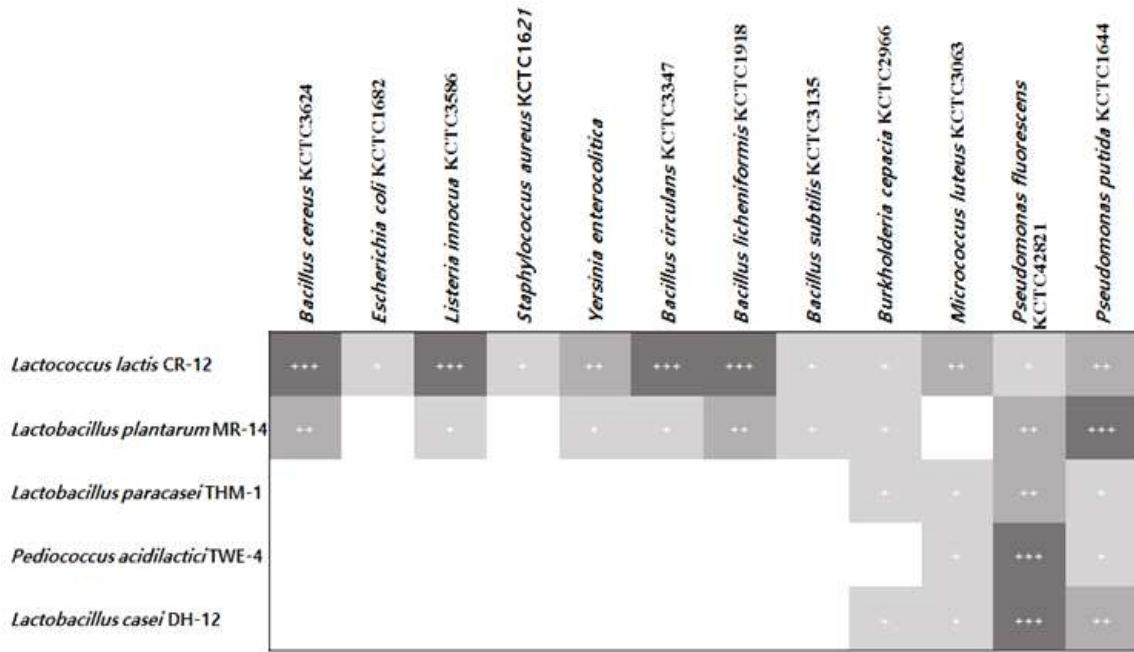 Bacillus cereus KCTC3624
Escherichia coli KCTC1682
Listeria innocua KCTC3586
Staphylococcus aureus KCTC1621
Yersinia enterocolitica
Bacillus circulans KCTC3347
Bacillus licheniformis KCTC1918
Bacillus subtilis KCTC3135
Burkholderia cepacia KCTC2966
Micrococcus luteus KCTC3063
Pseudomonas fluorescens
KCTC42821
Pseudomonas putida KCTC1644
Lactococcus lactis CR-12 +++ + +++ + ++ +++ +++ + + ++ + ++
Lactobacillus plantarum MR-14 ++ + + + ++ + + ++ +++
Lactobacillus paracasei THM-1 + + ++ +
Pediococcus acidilactici TWE-4 + +++ +
Lactobacillus casei DH-12 + + +++ ++